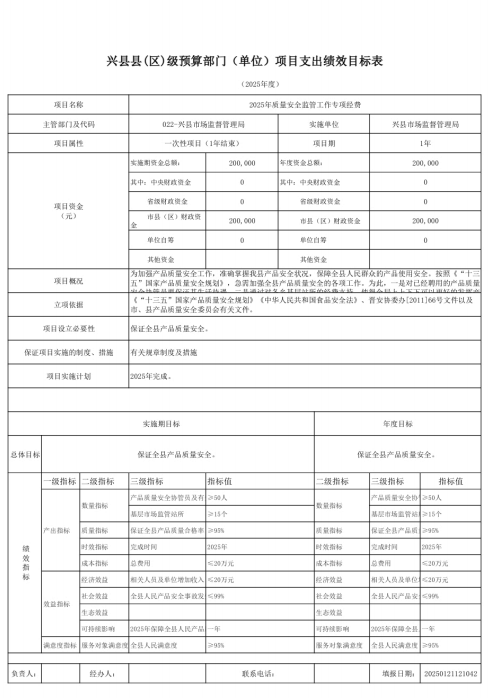 兴县县(区)级预算部门（单位）项目支出绩效目标表
（2025年度）
项目名称 2025年质量安全监管工作专项经费
主管部门及代码 022-兴县市场监督管理局 实施单位 兴县市场监督管理局
项目属性 一次性项目（1年结束） 项目期 1年
项目资金（元）
实施期资金总额： 200,000 年度资金总额： 200,000
其中：中央财政资金 0 其中：中央财政资金 0
省级财政资金 0 省级财政资金 0
市县（区）财政资金 200,000 市县（区）财政资金 200,000
单位自筹 0 单位自筹 0
其他资金 其他资金
项目概况
为加强产品质量安全工作，准确掌握我县产品安全状况，保障全县人民群众的产品使用安全。按照《“十三
五”国家产品质量安全规划》，急需加强全县产品质量安全的各项工作。为此，一是对已经聘用的产品质量
立项依据
《“十三五”国家产品质量安全规划》《中华人民共和国食品安全法》、晋安协委办[2011]66号文件以及
市、县产品质量安全委员会有关文件。
项目设立必要性 保证全县产品质量安全。
保证项目实施的制度、措施 有关规章制度及措施
项目实施计划 2025年完成。
实施期目标 年度目标
总体目标 保证全县产品质量安全。 保证全县产品质量安全。
绩效指标
一级指标 二级指标 三级指标 指标值 二级指标 三级指标 指标值
产出指标 数量指标 产品质量安全协管员及有 ≥50人 数量指标 产品质量安全协 ≥50人
基层市场监管站所 ≥15个 基层市场监管站 ≥15个
质量指标 保证全县产品质量合格率 ≥95% 质量指标 保证全县产品质 ≥95%
时效指标 完成时间 2025年 时效指标 完成时间 2025年
成本指标 总费用 ≤20万元 成本指标 总费用 ≤20万元
效益指标 经济效益 相关人员及单位增加收入 ≤20万元 经济效益 相关人员及单位 ≤20万元
社会效益 全县人民产品安全事故发 ≤99% 社会效益 全县人民产品安 ≤99%
生态效益 生态效益
可持续影响 2025年保障全县人民产品 一年 可持续影响 2025年保障全县 一年
满意度指标 服务对象满意度 全县人民满意度 ≥95% 服务对象满意度 全县人民满意度 ≥95%
负责人： 经办人： 联系电话： 填报日期： 20250121121042